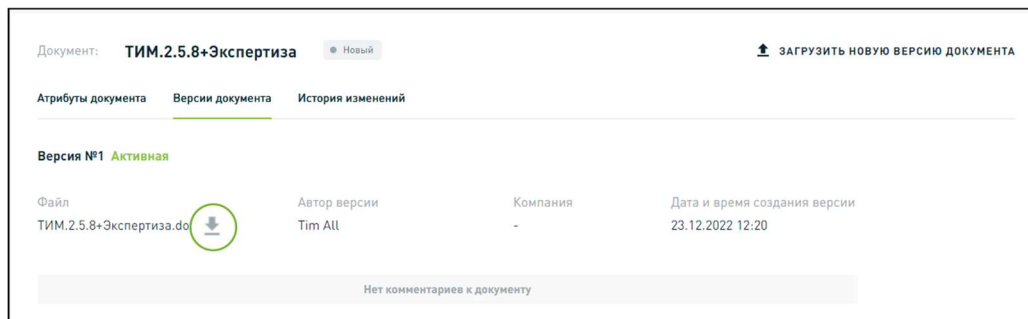 Документ: ТИМ.2.5.8+Экспертиза Новый ЗАГРУЗИТЬ НОВУЮ ВЕРСИЮ ДОКУМЕНТА
Атрибуты документа Версии документа История изменений
Версия №1 Активная
Файл Автор версии Компания Дата и время создания версии
ТИМ.2.5.8+Экспертиза.do Tim All - 23.12.2022 12:20
Нет комментариев к документу